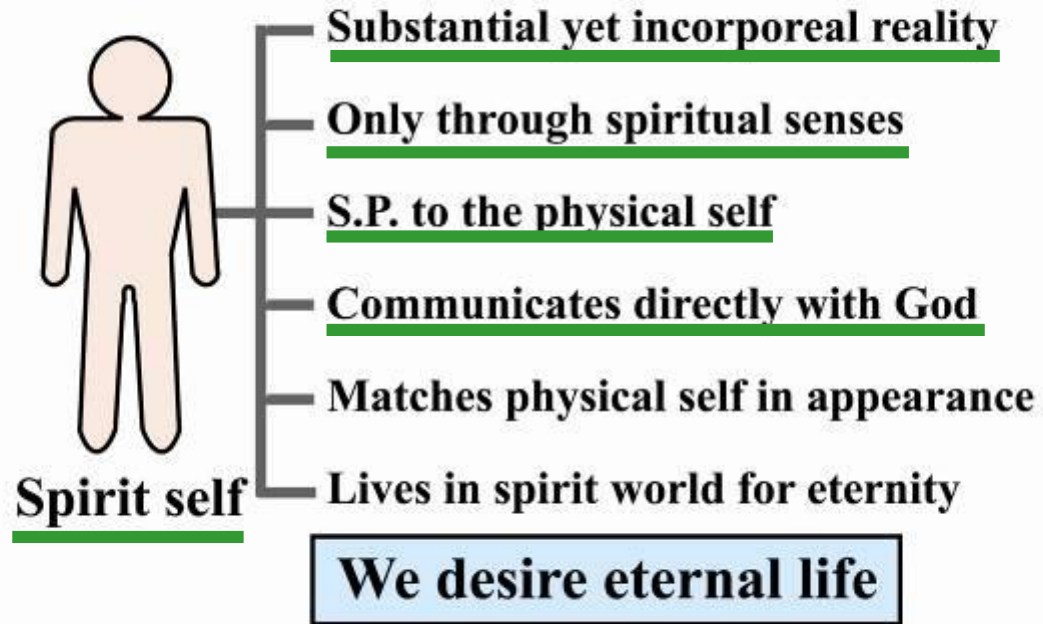 Substantial yet incorporeal reality
Only through spiritual senses
S.P. to the physical self
Communicates directly with God
Matches physical self in appearance
Lives in spirit world for eternity
Spirit self
We desire eternal life